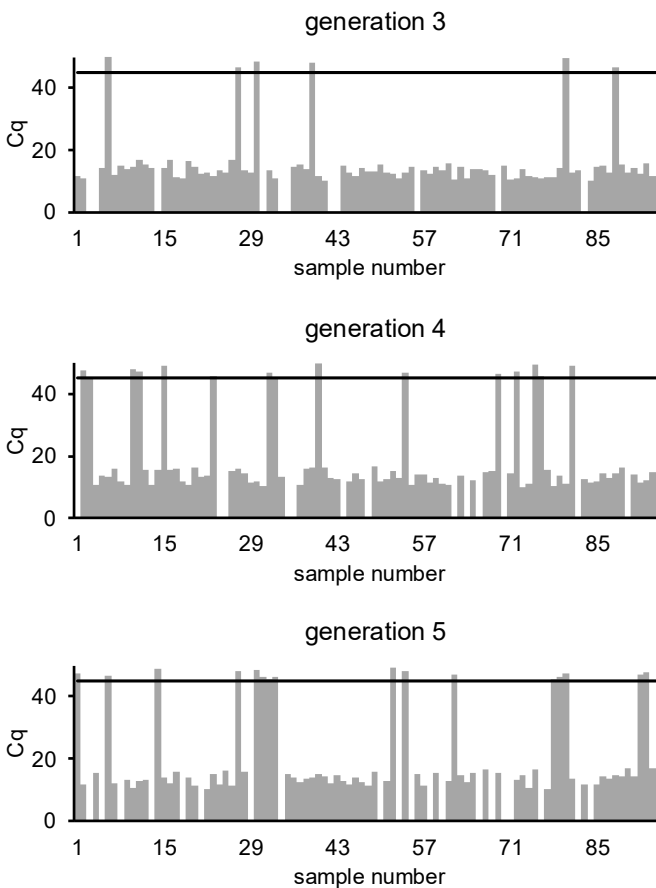 generation 3
40
20
0
Cq
1 15 29 43 57 71 85
sample number
generation 4
40
20
0
Cq
1 15 29 43 57 71 85
sample number
generation 5
40
20
0
Cq
1 15 29 43 57 71 85
sample number